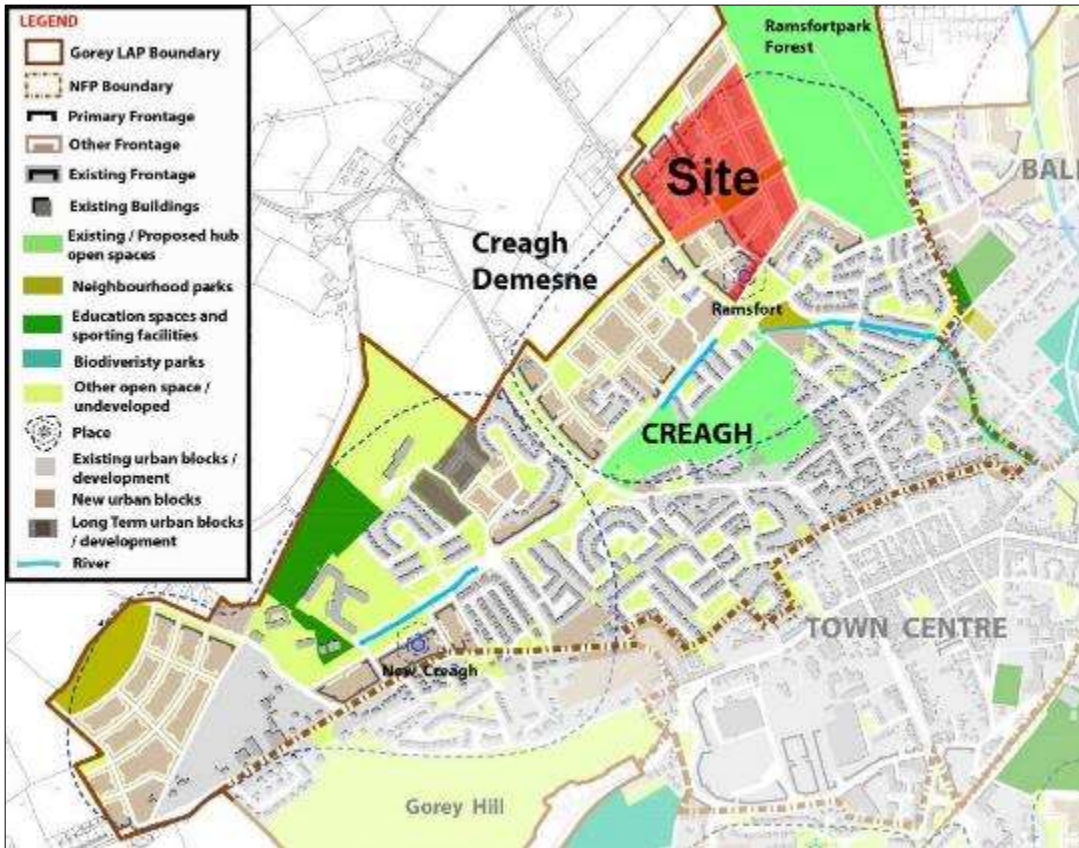 LEGEND
Gorey LAP Boundary
NFP Boundary
Primary Frontage
Other Frontage
Existing Frontage
Existing Buildings
Existing / Proposed hub
open spaces
Neighbourhood parks
Education spaces and
sporting facilities
Biodiveristy parks
Other open space /
undeveloped
Place
Existing urban blocks /
development
New urban blocks
Long Term urban blocks
/ development
River
Ramsfortpark
Forest
Site
BALL
Creagh
Demesne
Ramsfort
CREAGH
TOWN CENTRE
New Creagh
Gorey Hill